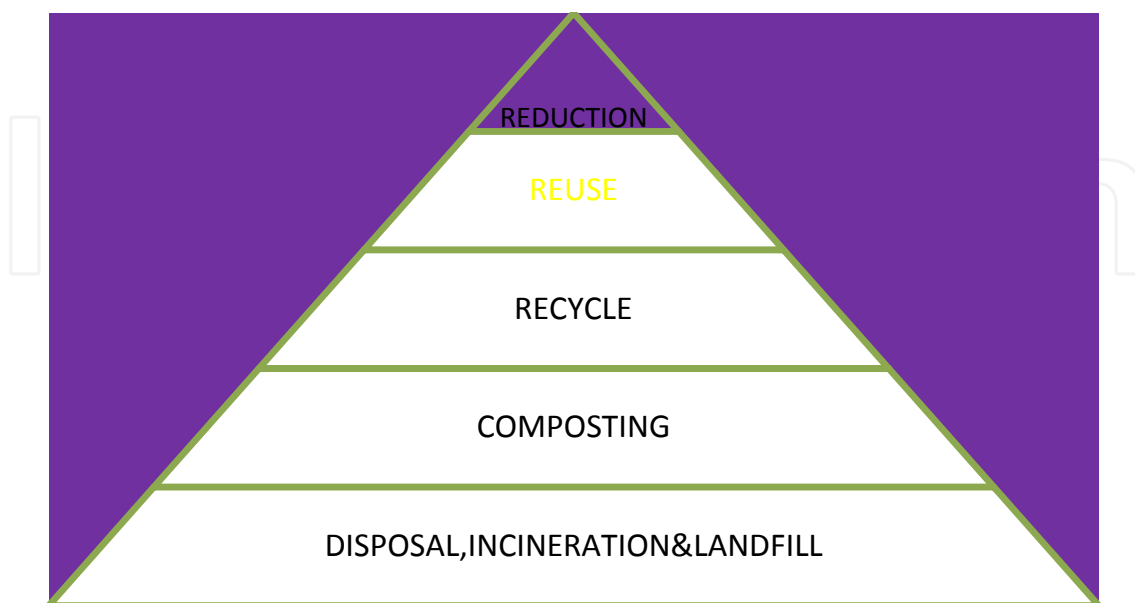 REDUCTION
REUSE
RECYCLE
COMPOSTING
DISPOSAL,INCINERATION&LANDFILL